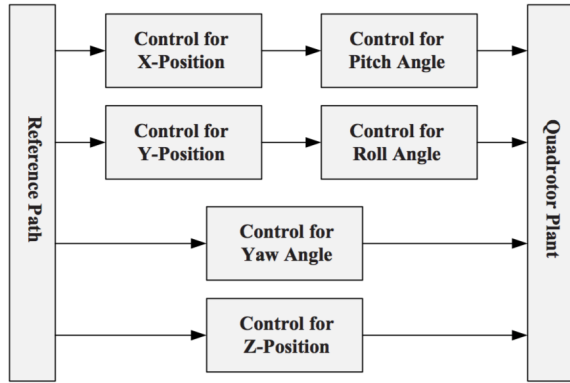 Reference Path
Control for
X-Position
Control for
Pitch Angle
Control for
Y-Position
Control for
Roll Angle
Control for
Yaw Angle
Control for
Z-Position
Quadrotor Plant